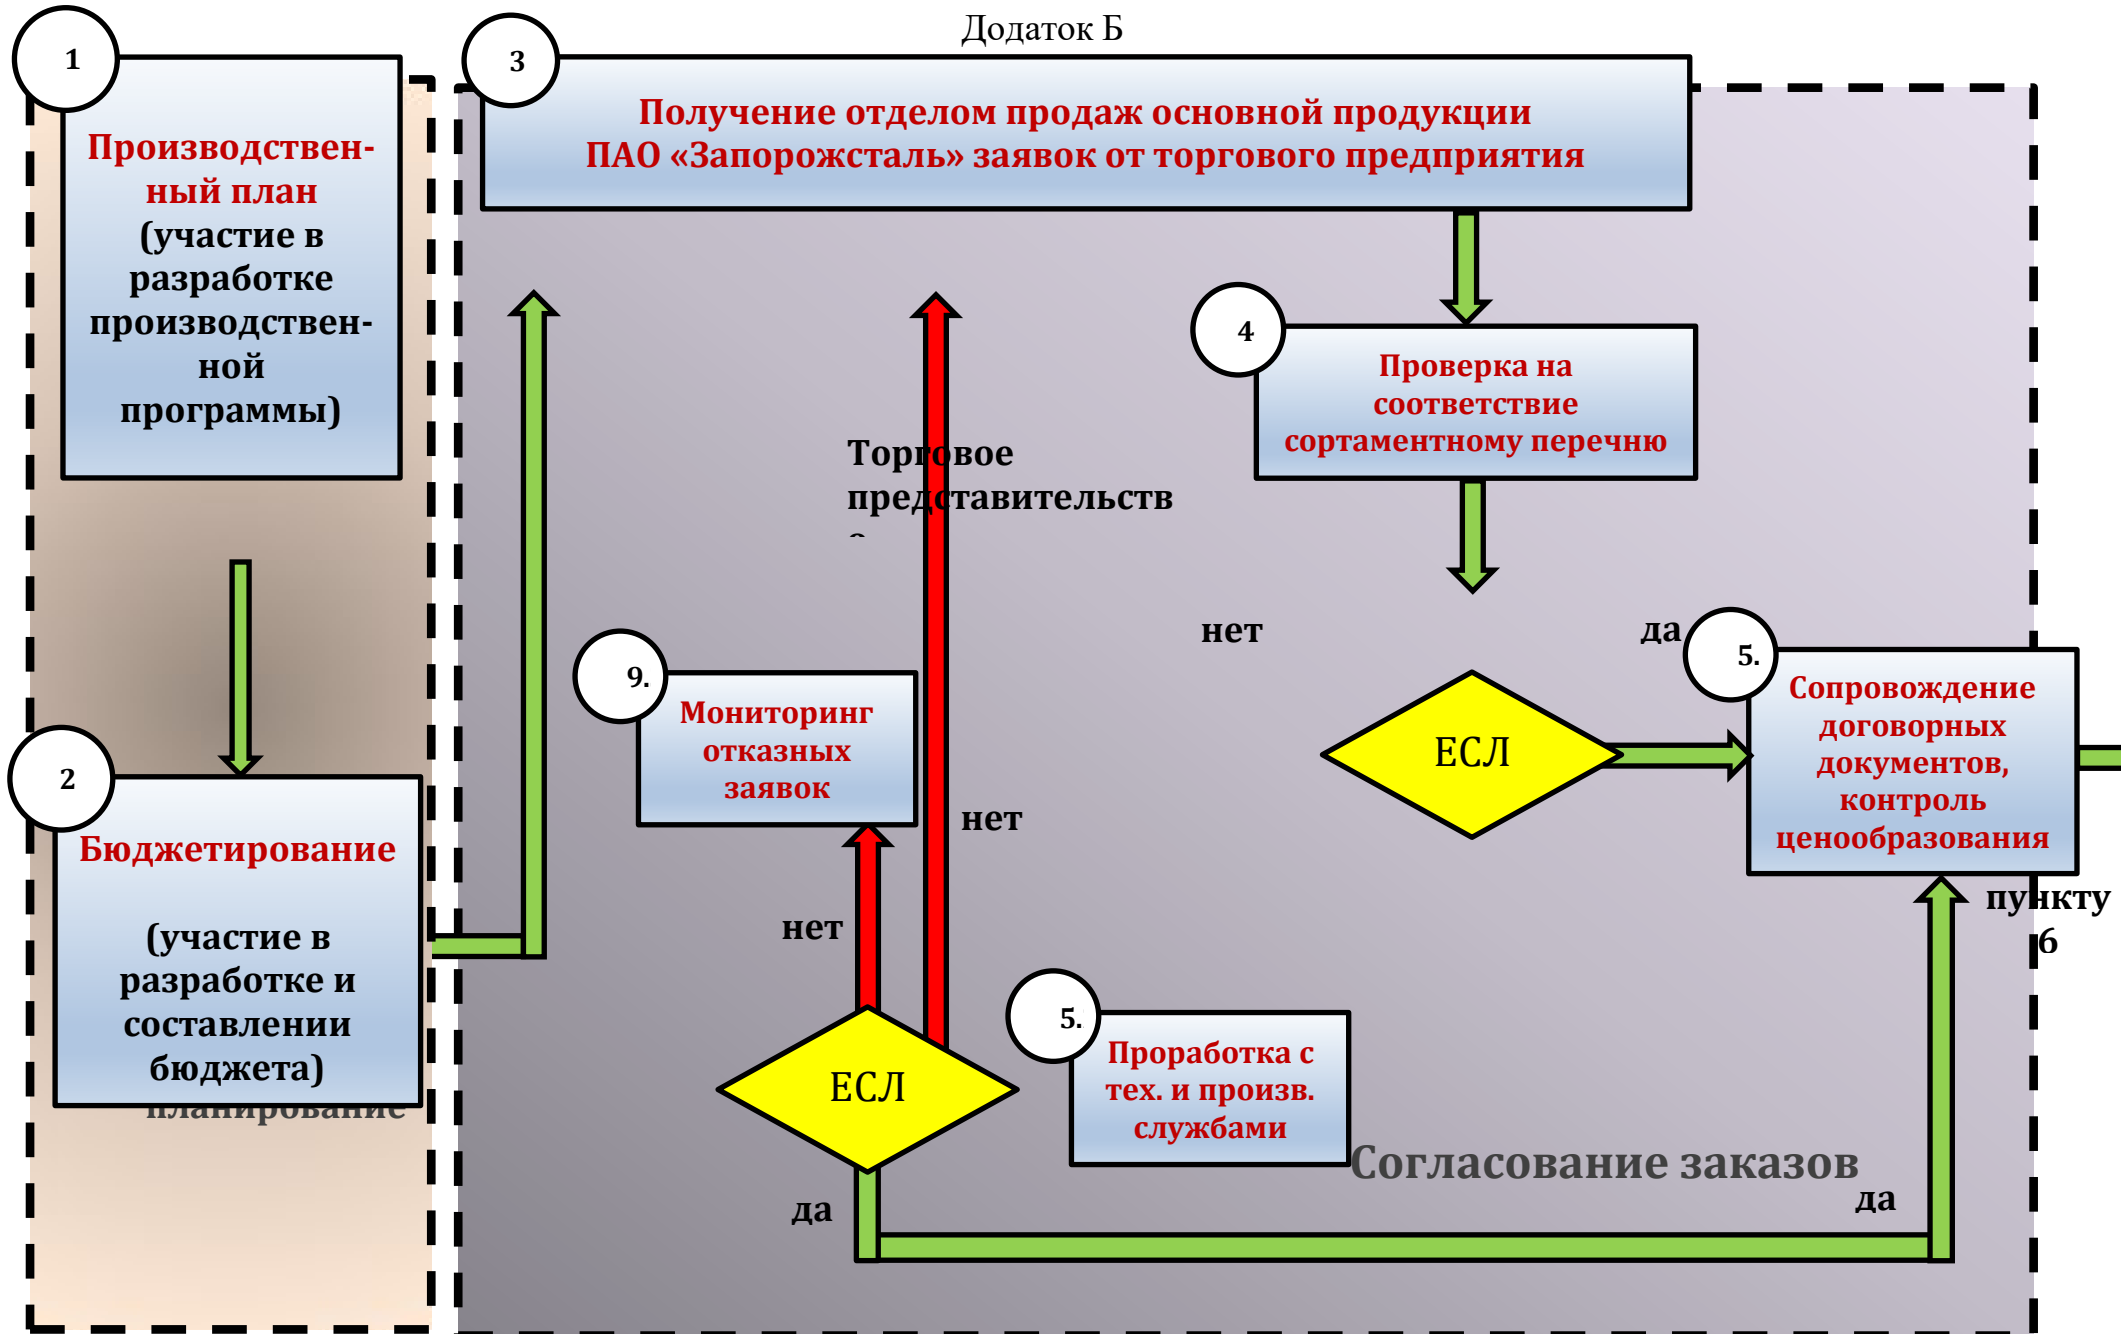 Додаток Б
1
Производствен-
ный план
(участие в
разработке
производствен-
ной
программы)
2
Бюджетирование
(участие в
разработке и
составлении
бюджета)
планирование
3
Получение отделом продаж основной продукции
ПАО «Запорожсталь» заявок от торгового предприятия
4
Проверка на
соответствие
сортаментному перечню
Торговое
представительств
нет
да
5.
Сопровождение
договорных
документов,
контроль
ценообразования
ЕСЛ
9.
Мониторинг
отказных
заявок
нет
нет
пункту
6
ЕСЛ
5.
Проработка с
тех. и произв.
службами
Согласование заказов
да
да